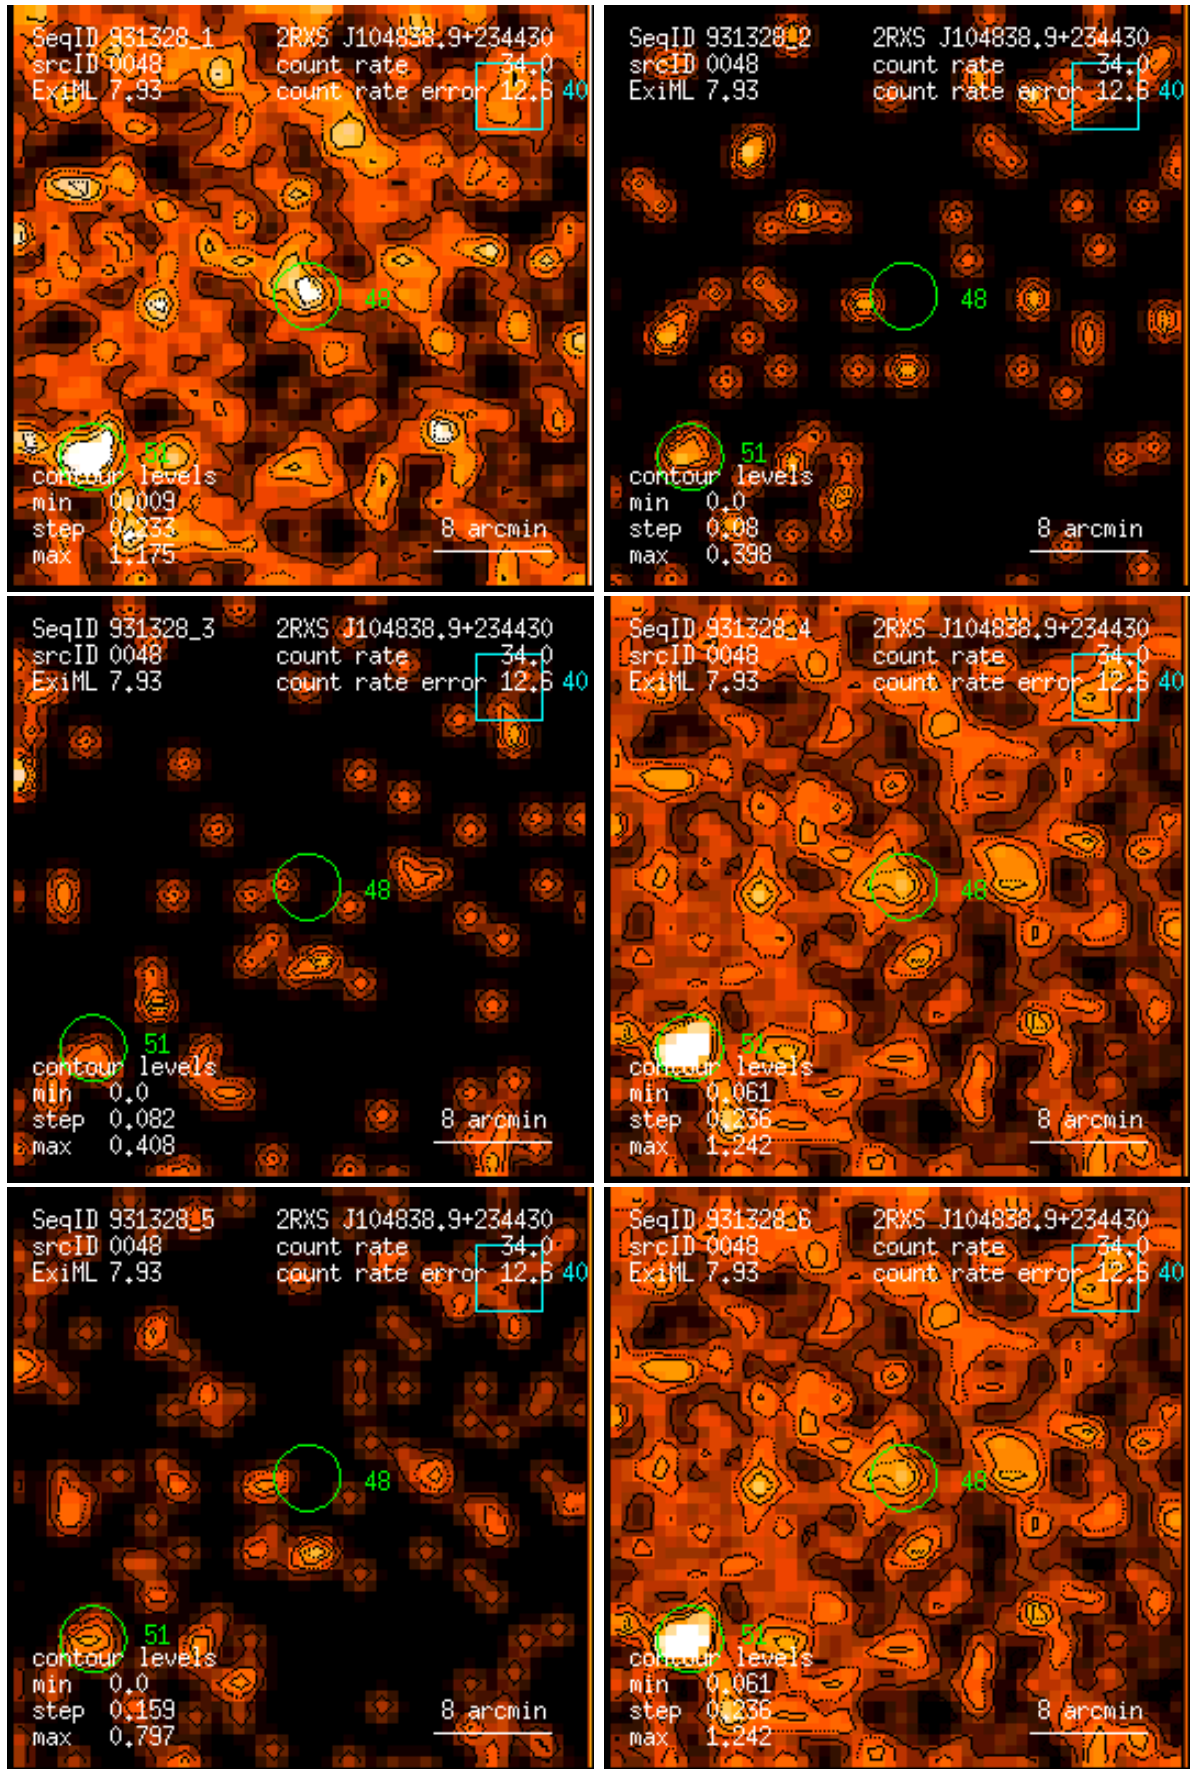 SeqID 931328_1 2RXS J104838.9+234430
srcID 0048 count rate 34.0
ExiML 7.93 count rate error 12.6 40
48
51
contour levels
min 0.009
step 0.233 8 arcmin
max 1.175
SeqID 931328_2 2RXS J104838.9+234430
srcID 0048 count rate 34.0
ExiML 7.93 count rate error 12.6 40
48
51
contour levels
min 0.0
step 0.08 8 arcmin
max 0.398
SeqID 931328_3 2RXS J104838.9+234430
srcID 0048 count rate 34.0
ExiML 7.93 count rate error 12.6 40
48
51
contour levels
min 0.0
step 0.082 8 arcmin
max 0.408
SeqID 931328_4 2RXS J104838.9+234430
srcID 0048 count rate 34.0
ExiML 7.93 count rate error 12.6 40
48
51
contour levels
min 0.061
step 0.236 8 arcmin
max 1.242
SeqID 931328_5 2RXS J104838.9+234430
srcID 0048 count rate 34.0
ExiML 7.93 count rate error 12.6 40
48
51
contour levels
min 0.0
step 0.159 8 arcmin
max 0.797
SeqID 931328_6 2RXS J104838.9+234430
srcID 0048 count rate 34.0
ExiML 7.93 count rate error 12.6 40
48
51
contour levels
min 0.061
step 0.236 8 arcmin
max 1.242